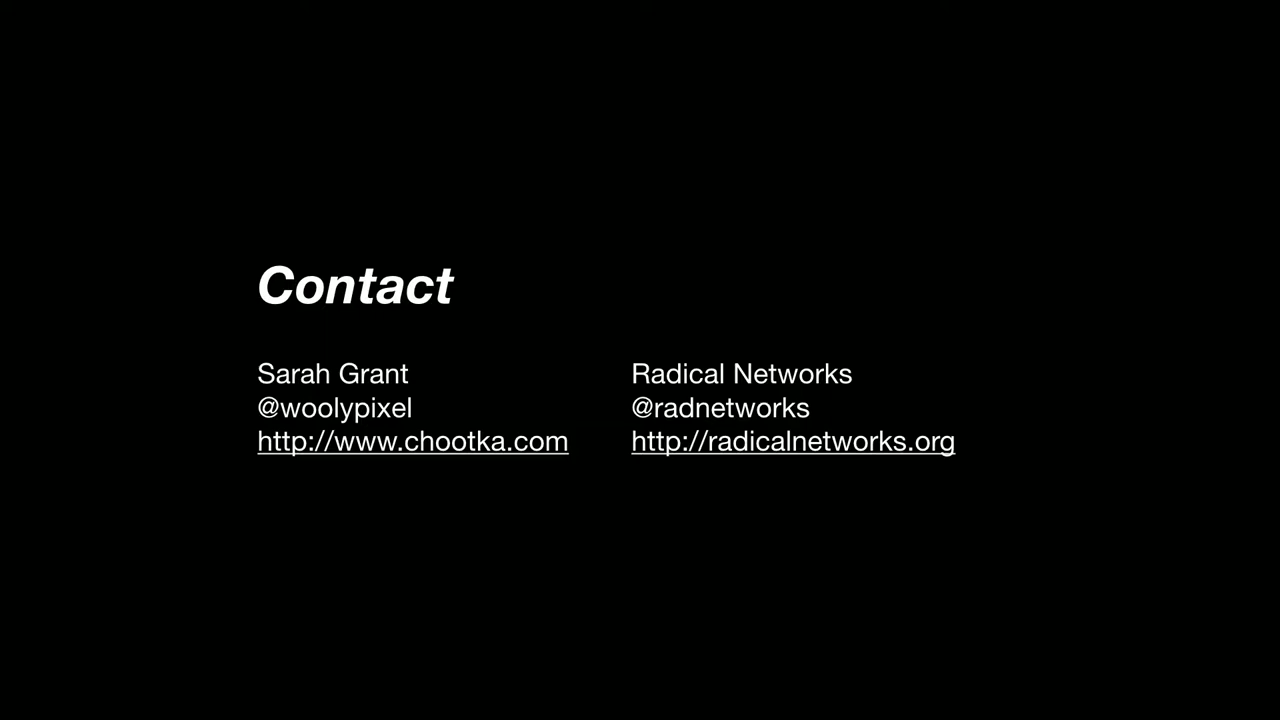 Contact
Sarah Grant
@woolypixel
http://www.chootka.com
Radical Networks
@radnetworks
http://radicalnetworks.org